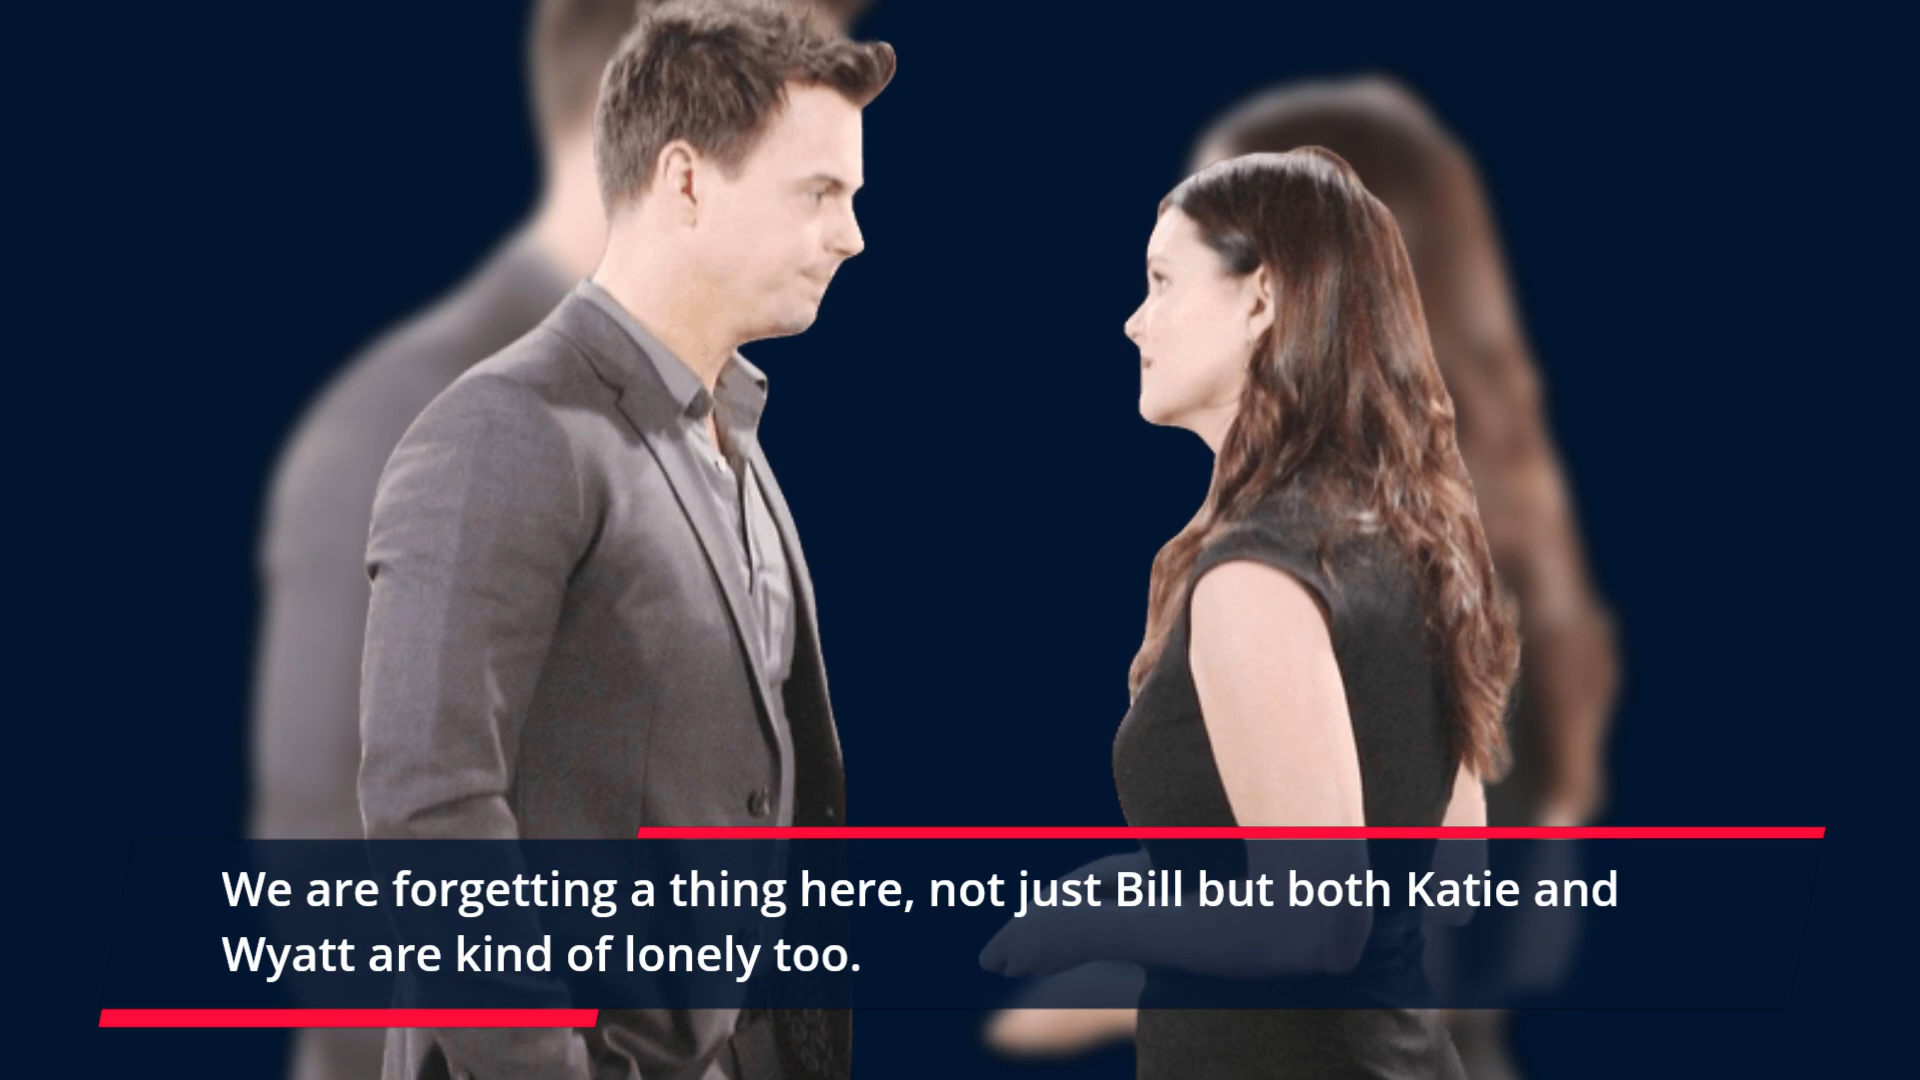 We are forgetting a thing here, not just Bill but both Katie and
Wyatt are kind of lonely too.